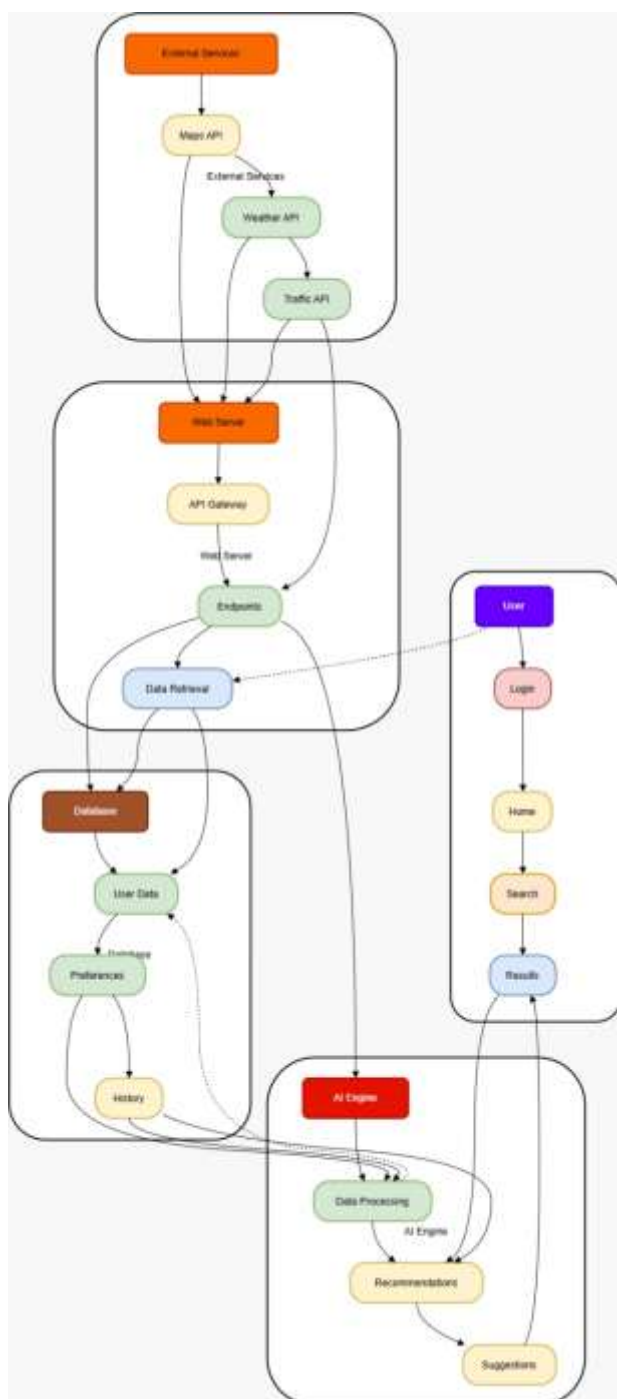 External Services
Maps API
External Services
Weather API
Traffic API
Web Server
API Gateway
Web Server
Endpoints
User
Data Retrieval
Login
Database
Home
User Data
Search
Database
Preferences
Results
AI Engine
History
Data Processing
AI Engine
Recommendations
Suggestions